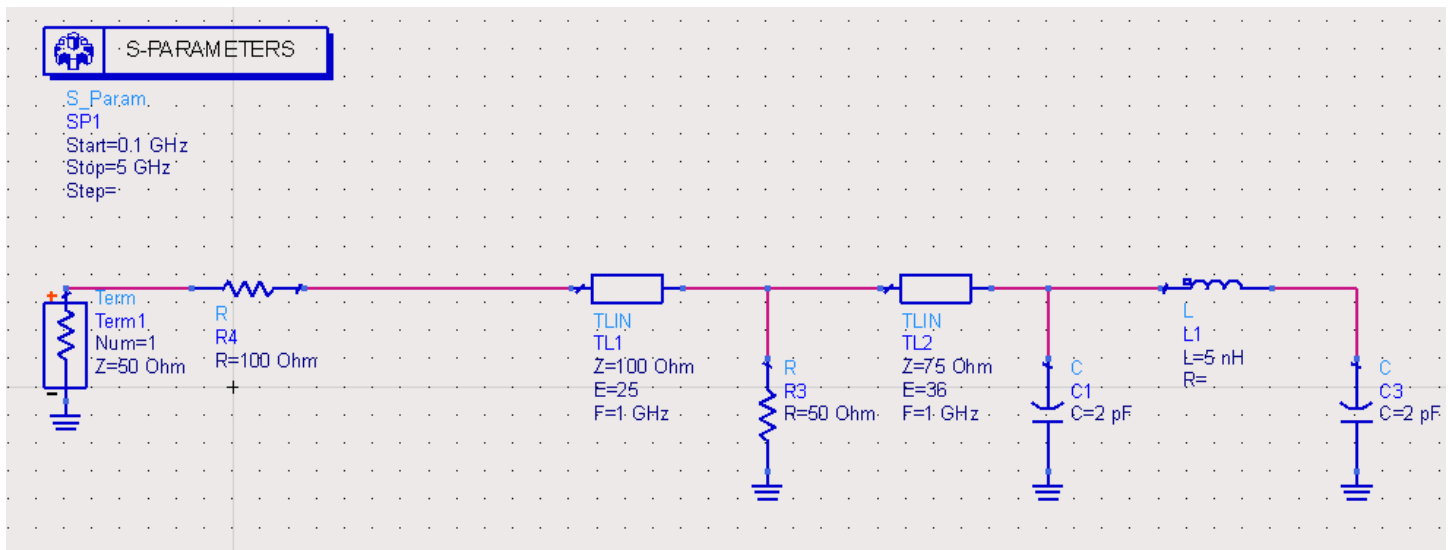 S-PARAMETERS
S_Param
SP1
Start=0.1 GHz
Stop=5 GHz
Step=
+
Term
Term1
Num=1
Z=50 Ohm
-
R
R4
R=100 Ohm
TLIN
TL1
Z=100 Ohm
E=25
F=1 GHz
R
R3
R=50 Ohm
TLIN
TL2
Z=75 Ohm
E=36
F=1 GHz
C
C1
C=2 pF
L
L1
L=5 nH
R=
C
C3
C=2 pF